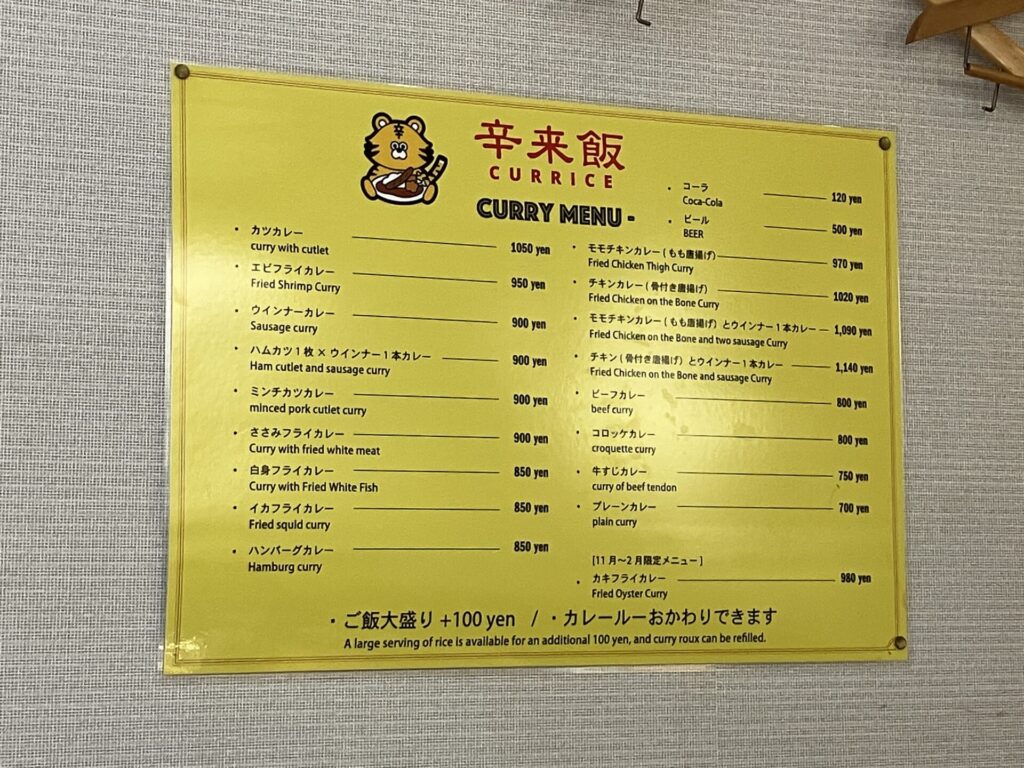 辛来飯
CURRICE
CURRY MENU -
・ コーラ 120 yen
Coca-Cola
・ ビール 500 yen
BEER
・ カツカレー 1050 yen
curry with cutlet
・ エビフライカレー 950 yen
Fried Shrimp Curry
・ ウインナーカレー 900 yen
Sausage curry
・ ハムカツ1枚 × ウインナー1本カレー 900 yen
Ham cutlet and sausage curry
・ ミンチカツカレー 900 yen
minced pork cutlet curry
・ ささみフライカレー 900 yen
Curry with fried white meat
・ 白身フライカレー 850 yen
Curry with Fried White Fish
・ イカフライカレー 850 yen
Fried squld curry
・ ハンバーグカレー 850 yen
Hamburg curry
・ モモチキンカレー ( もも唐揚げ) 970 yen
Fried Chicken Thigh Curry
・ チキンカレー ( 骨付き唐揚げ) 1020 yen
Fried Chicken on the Bone Curry
・ モモチキンカレー ( もも唐揚げ) とウインナー1本カレー 1,090 yen
Fried Chicken on the Bone and two sausage Curry
・ チキン ( 骨付き唐揚げ) とウインナー1本カレー 1,140 yen
Fried Chicken on the Bone and sausage Curry
・ ビーフカレー 800 yen
beef curry
・ コロッケカレー 800 yen
croquette curry
・ 牛すじカレー 750 yen
curry of beef tendon
・ プレーンカレー 700 yen
plain curry
[11月〜2月限定メニュー]
・ カキフライカレー 980 yen
Fried Oyster Curry
・ご飯大盛り +100 yen / ・カレールーおかわりできます
A large serving of rice is available for an additional 100 yen, and curry roux can be refilled.